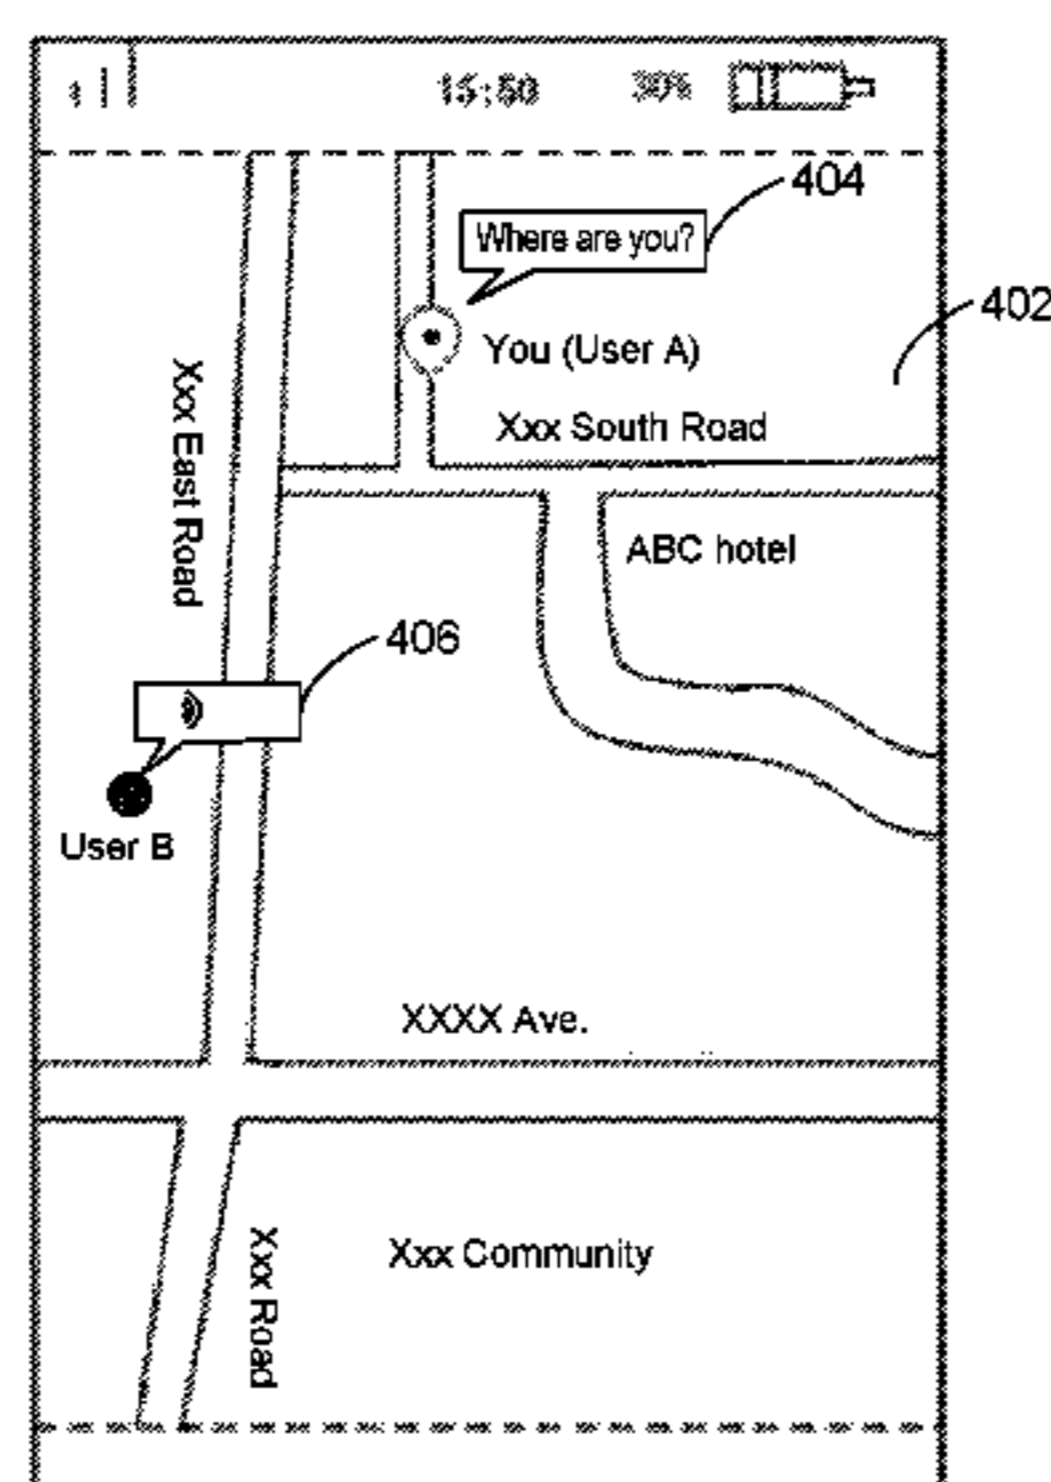 15:50 30%
404
Where are you?
402
You (User A)
Xxx South Road
Xxx East Road
ABC hotel
406
User B
XXXX Ave.
Xxx Community
Xxx Road